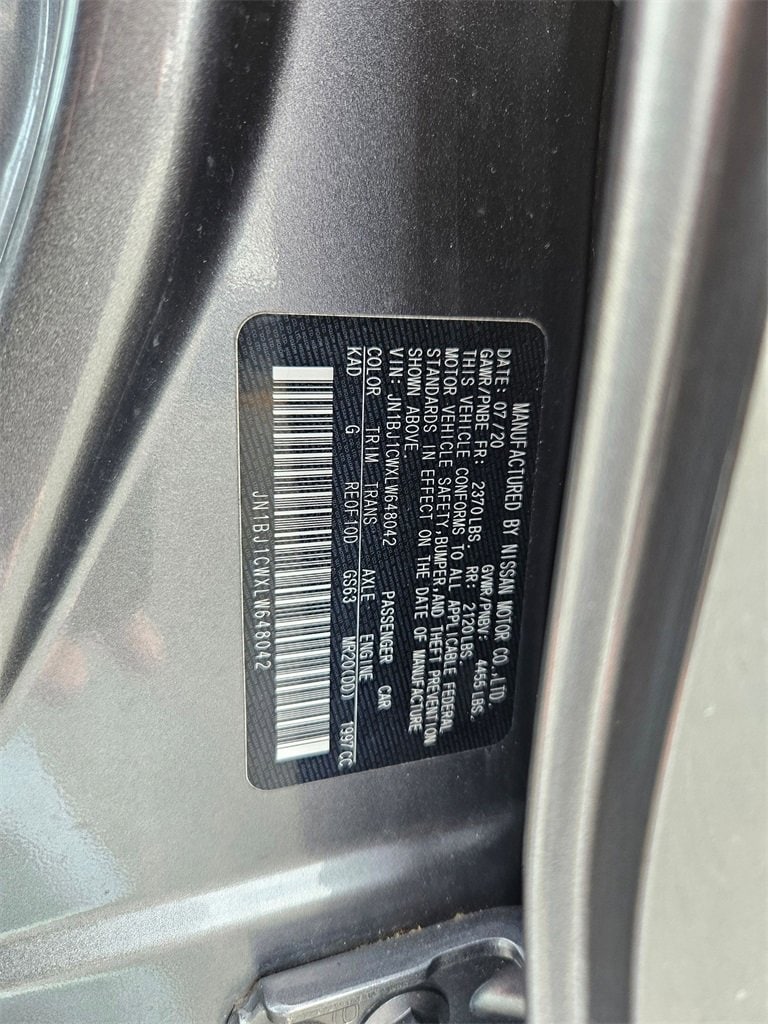 MANUFACTURED BY NISSAN MOTOR CO.,LTD.
DATE: 07/20 GVWR/PNBV: 4455LBS.
GAWR/PNBE FR: 2370LBS, RR: 2120LBS
THIS VEHICLE CONFORMS TO ALL APPLICABLE FEDERAL
MOTOR VEHICLE SAFETY,BUMPER,AND THEFT PREVENTION
STANDARDS IN EFFECT ON THE DATE OF MANUFACTURE
SHOWN ABOVE
VIN: JN1BJ1CWXLW648042 PASSENGER CAR
COLOR TRIM TRANS AXLE ENGINE
KAD G RE0F10D GS63 MR20(DD) 1997CC
JN1BJ1CWXLW648042